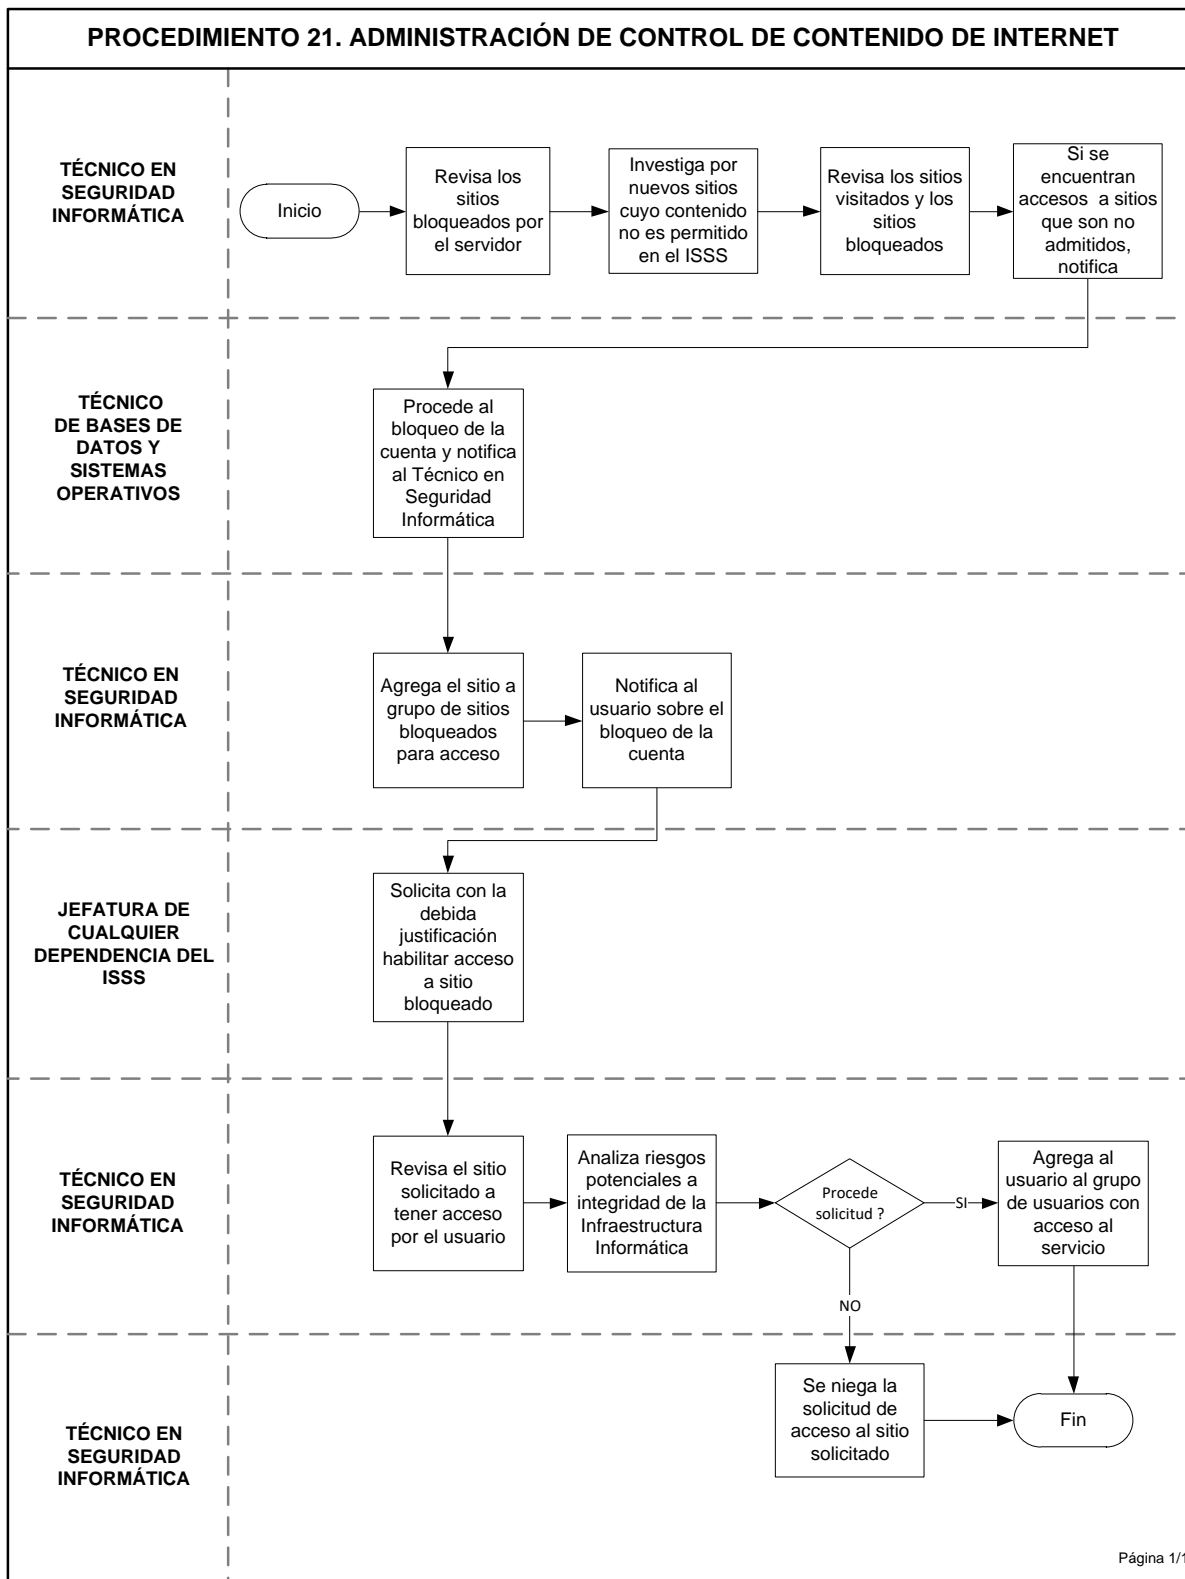 PROCEDIMIENTO 21. ADMINISTRACIÓN DE CONTROL DE CONTENIDO DE INTERNET
TÉCNICO EN
SEGURIDAD
INFORMÁTICA
Inicio
Revisa los
sitios
bloqueados por
el servidor
Investiga por
nuevos sitios
cuyo contenido
no es permitido
en el ISSS
Revisa los sitios
visitados y los
sitios
bloqueados
Si se
encuentran
accesos a sitios
que son no
admitidos,
notifica
TÉCNICO
DE BASES DE
DATOS Y
SISTEMAS
OPERATIVOS
Procede al
bloqueo de la
cuenta y notifica
al Técnico en
Seguridad
Informática
TÉCNICO EN
SEGURIDAD
INFORMÁTICA
Agrega el sitio a
grupo de sitios
bloqueados
para acceso
Notifica al
usuario sobre el
bloqueo de la
cuenta
JEFATURA DE
CUALQUIER
DEPENDENCIA DEL
ISSS
Solicita con la
debida
justificación
habilitar acceso
a sitio
bloqueado
TÉCNICO EN
SEGURIDAD
INFORMÁTICA
Revisa el sitio
solicitado a
tener acceso
por el usuario
Analiza riesgos
potenciales a
integridad de la
Infraestructura
Informática
Procede
solicitud ?
SI
Agrega al
usuario al grupo
de usuarios con
acceso al
servicio
NO
TÉCNICO EN
SEGURIDAD
INFORMÁTICA
Se niega la
solicitud de
acceso al sitio
solicitado
Fin
Página 1/1